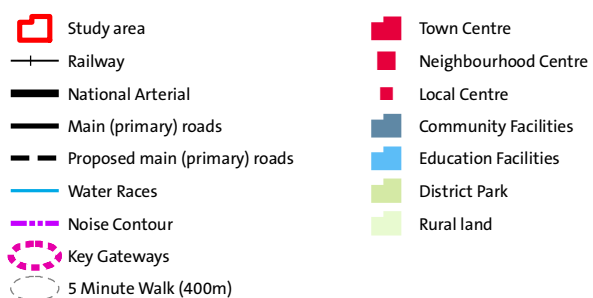 Study area
Railway
National Arterial
Main (primary) roads
Proposed main (primary) roads
Water Races
Noise Contour
Key Gateways
5 Minute Walk (400m)
Town Centre
Neighbourhood Centre
Local Centre
Community Facilities
Education Facilities
District Park
Rural land